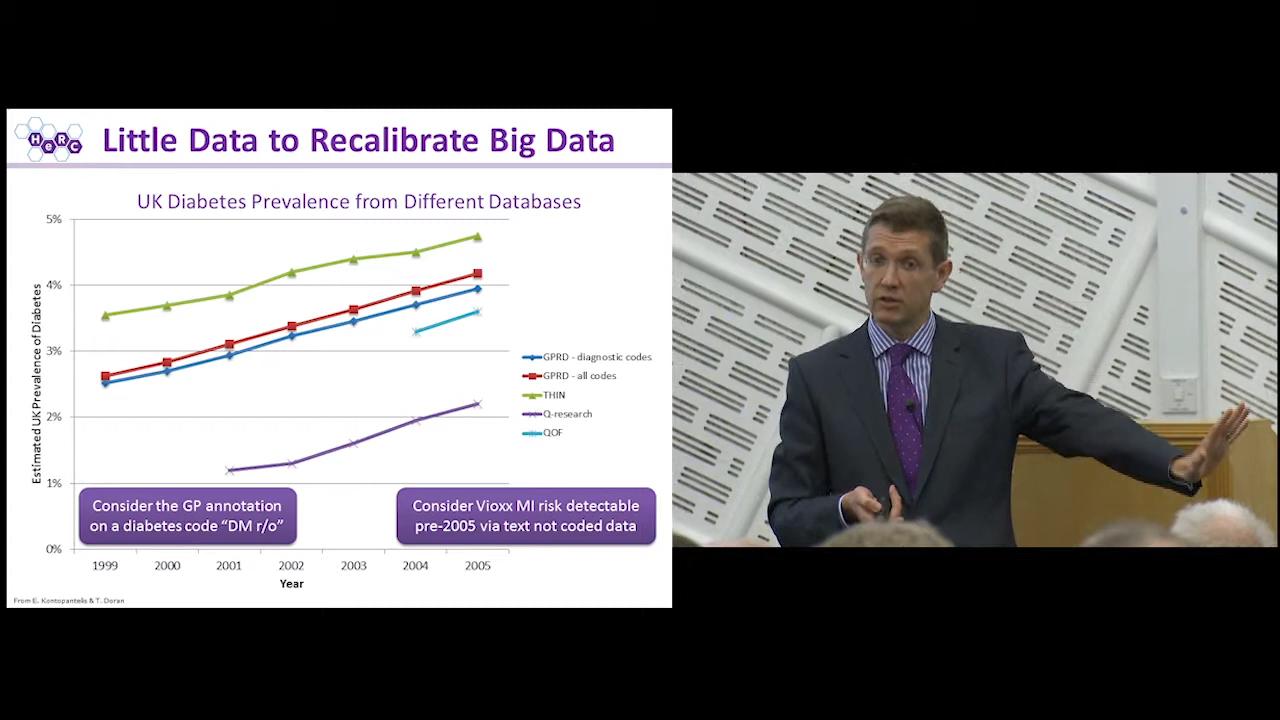 HeRC
Little Data to Recalibrate Big Data
UK Diabetes Prevalence from Different Databases
Estimated UK Prevalence of Diabetes
5%
4%
3%
2%
1%
0%
GPRD - diagnostic codes
GPRD - all codes
THIN
Q-research
QOF
Consider the GP annotation
on a diabetes code “DM r/o”
Consider Vioxx MI risk detectable
pre-2005 via text not coded data
1999 2000 2001 2002 2003 2004 2005
Year
From E. Kontopantelis & T. Doran